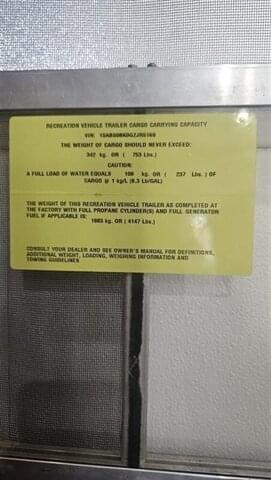 RECREATION VEHICLE TRAILER CARGO CARRYING CAPACITY
VIN:
THE WEIGHT OF CARGO SHOULD NEVER EXCEED:
342 kg. OR ( 753 Lbs.)
CAUTION:
A FULL LOAD OF WATER EQUALS 108 kg. OR ( 237 Lbs. ) OF
CARGO @ 1 kg/L (8.3 Lb/GAL)
THE WEIGHT OF THIS RECREATION VEHICLE TRAILER AS COMPLETED AT
THE FACTORY WITH FULL PROPANE CYLINDER(S) AND FULL GENERATOR
FUEL IF APPLICABLE IS:
kg. OR ( 4147 Lbs.)
CONSULT YOUR DEALER AND SEE OWNER'S MANUAL FOR DEFINITIONS,
ADDITIONAL WEIGHT, LOADING, WEIGHING INFORMATION AND
TOWING GUIDELINES